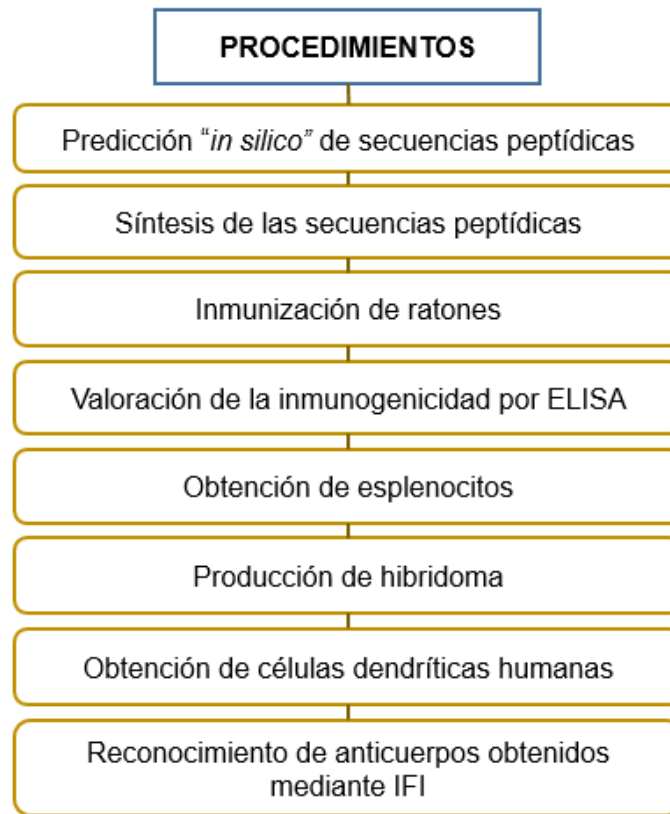 PROCEDIMIENTOS
Predicción “in silico” de secuencias peptídicas
Síntesis de las secuencias peptídicas
Inmunización de ratones
Valoración de la inmunogenicidad por ELISA
Obtención de esplenocitos
Producción de hibridoma
Obtención de células dendríticas humanas
Reconocimiento de anticuerpos obtenidos
mediante IFI